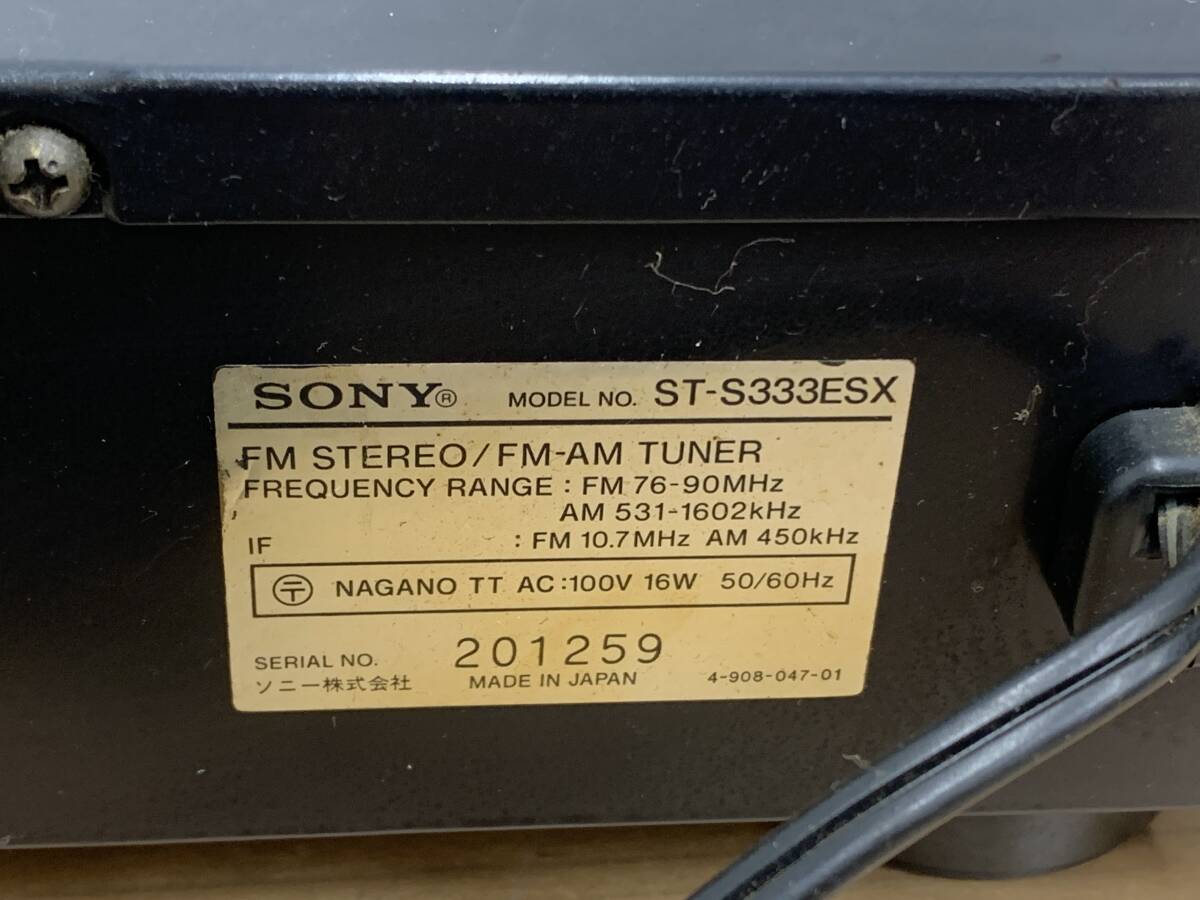 SONY® MODEL NO. ST-S333ESX
FM STEREO/FM-AM TUNER
FREQUENCY RANGE : FM 76-90MHz
AM 531-1602kHz
IF : FM 10.7MHz AM 450kHz
〒 NAGANO TT AC:100V 16W 50/60Hz
SERIAL NO. 201259
ソニー株式会社 MADE IN JAPAN 4-908-047-01